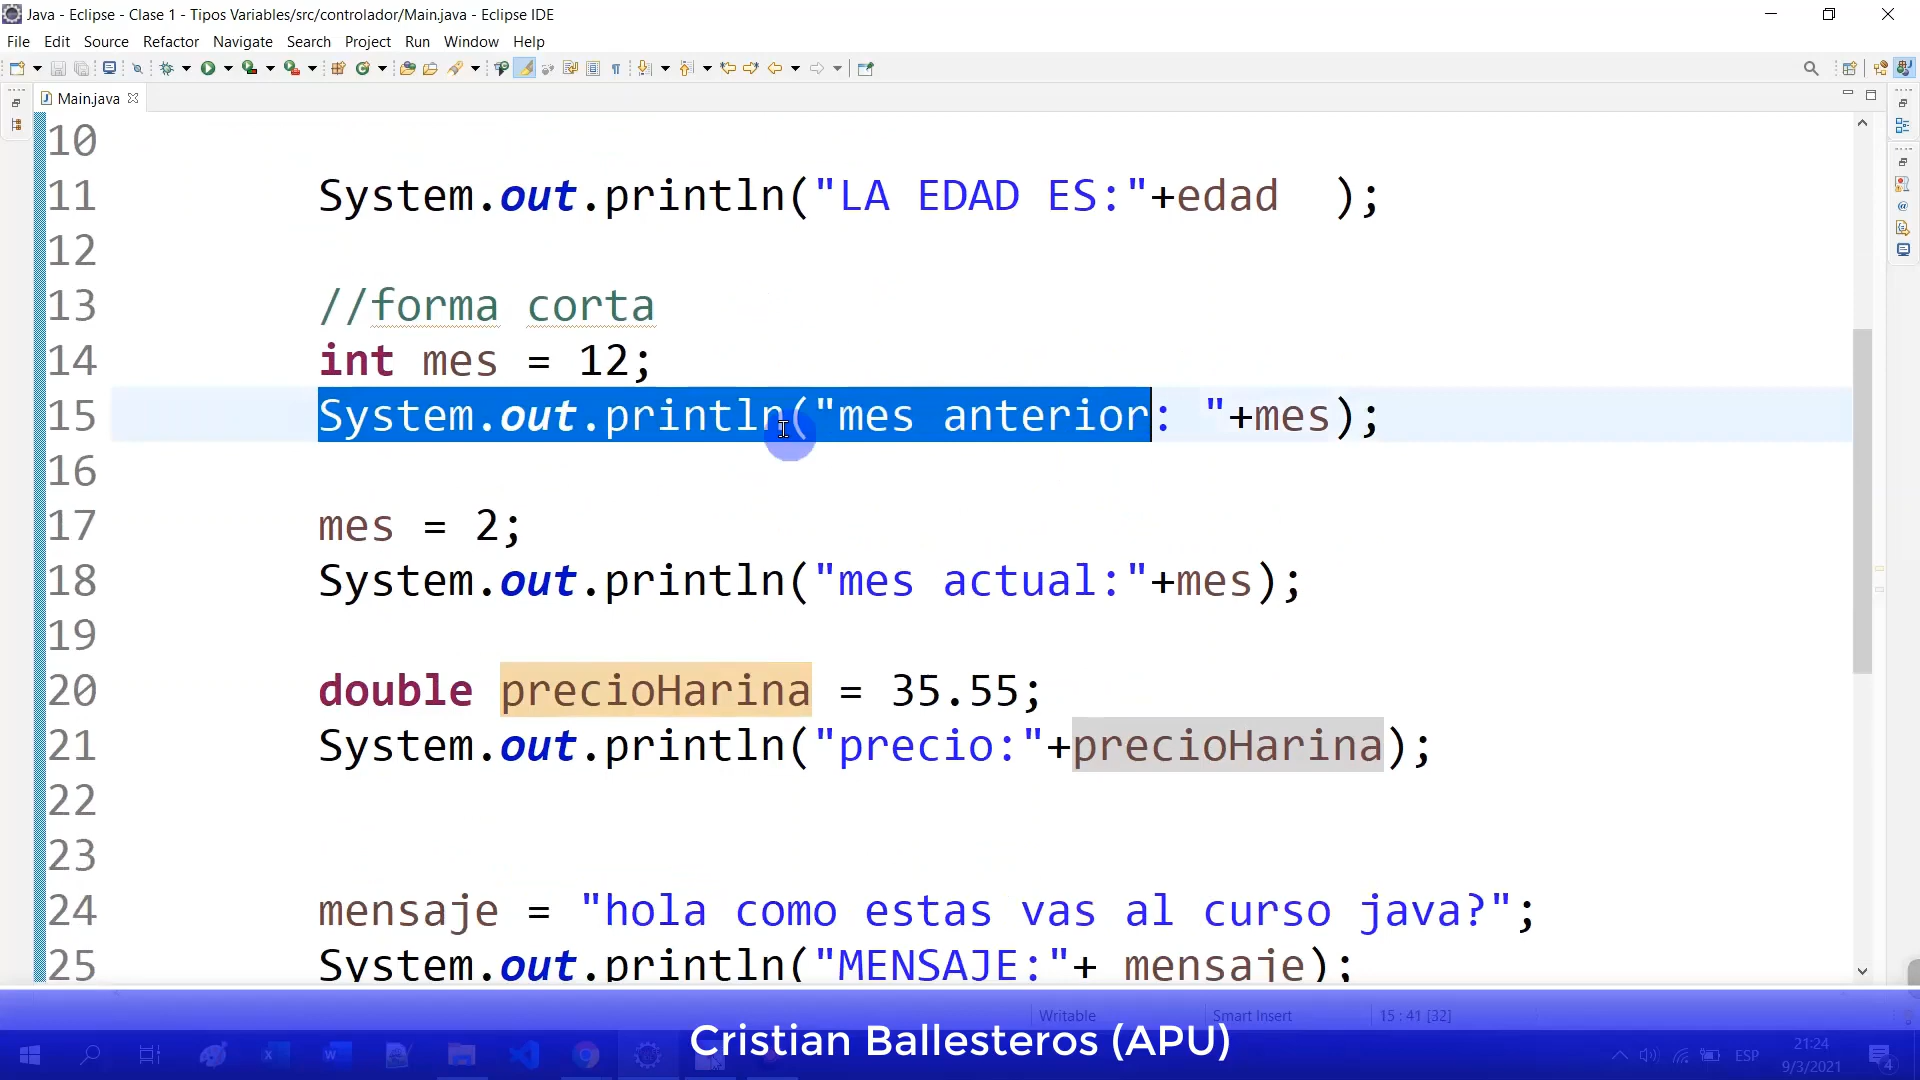 Java - Eclipse - Clase 1 - Tipos Variables/src/controlador/Main.java - Eclipse IDE
File Edit Source Refactor Navigate Search Project Run Window Help
Main.java
10
11 System.out.println("LA EDAD ES:"+edad  );
12
13 //forma corta
14 int mes = 12;
15 System.out.println("mes anterior: "+mes);
16
17 mes = 2;
18 System.out.println("mes actual:"+mes);
19
20 double precioHarina = 35.55;
21 System.out.println("precio:"+precioHarina);
22
23
24 mensaje = "hola como estas vas al curso java?";
25 System.out.println("MENSAJE:"+ mensaje);
Writable Smart Insert 15 : 41 [32]
Cristian Ballesteros (APU)
ESP
21:24
9/3/2021
4